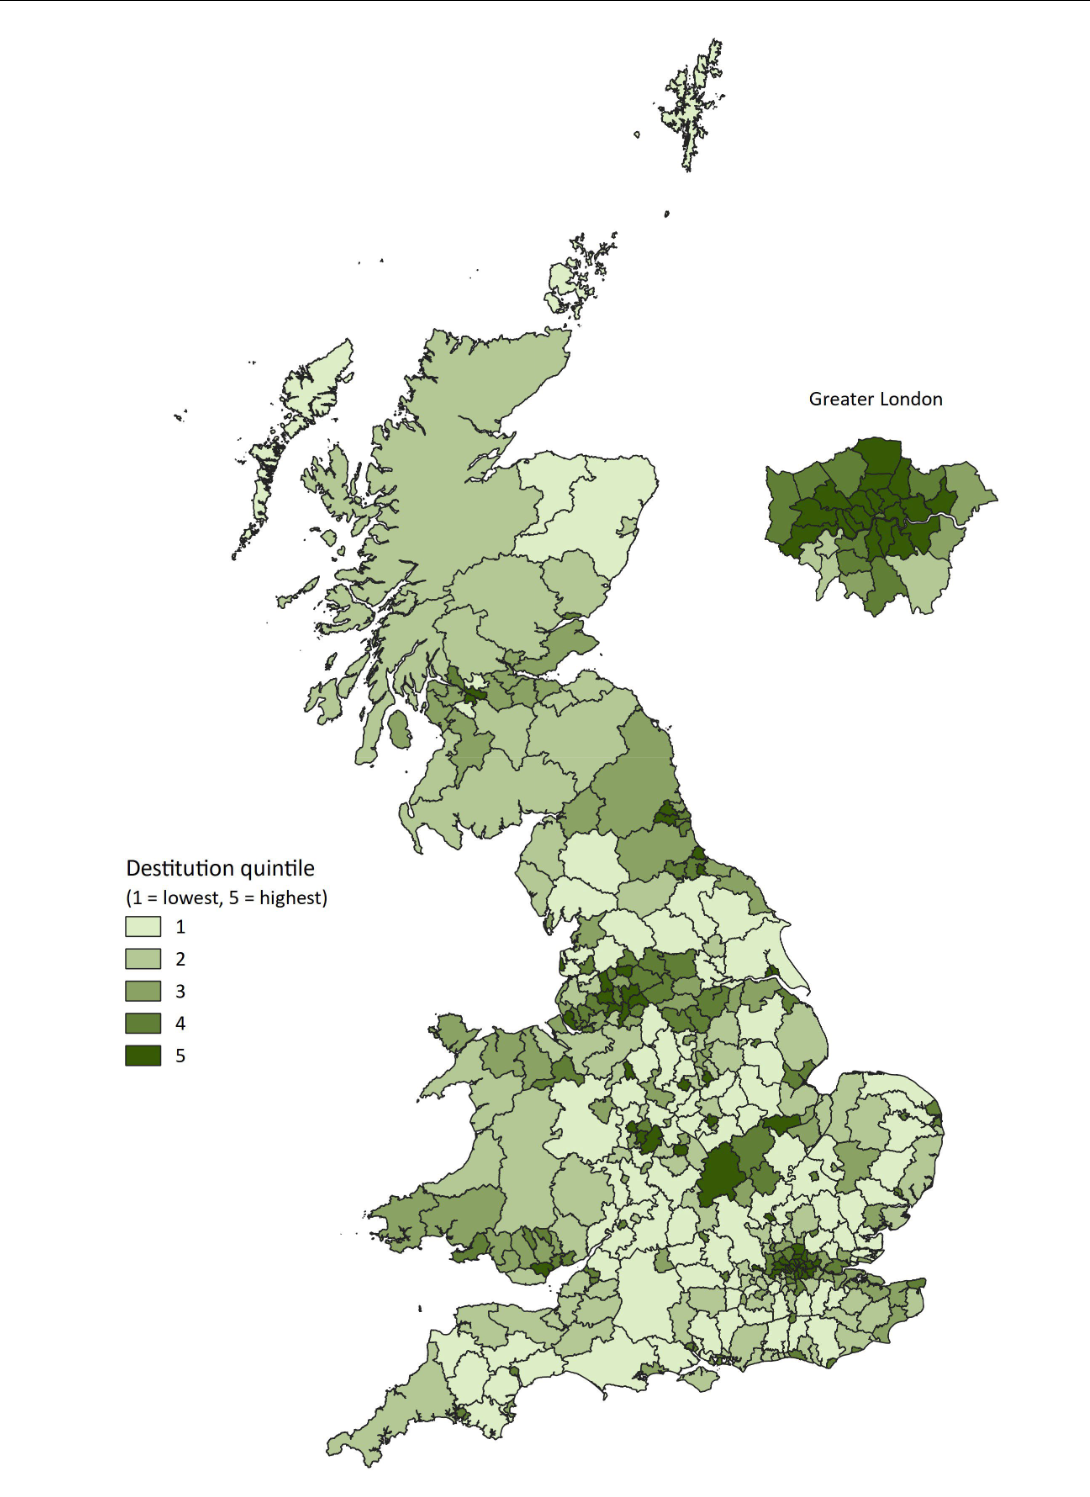 Greater London
Destitution quintile
(1 = lowest, 5 = highest)
1
2
3
4
5